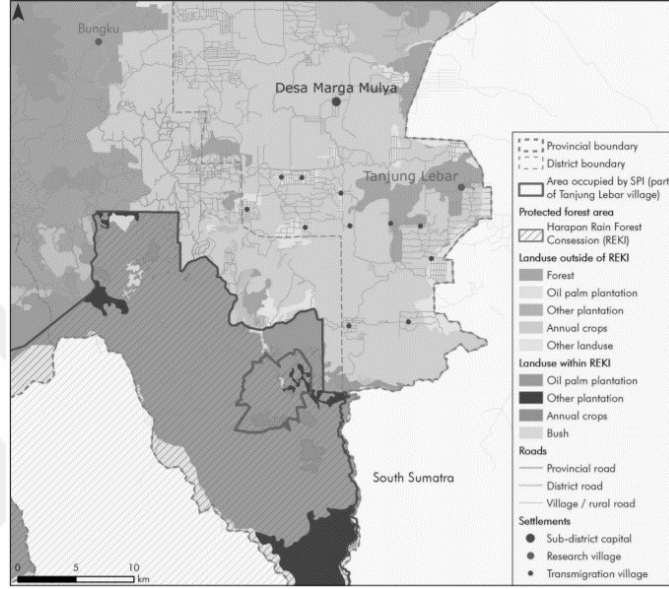 Bungku
Desa Marga Mulya
Tanjung Lebar
South Sumatra
0 5 10
km
Provincial boundary
District boundary
Area occupied by SPI (part
of Tanjung Lebar village)
Protected forest area
Harapan Rain Forest
Consession (REKI)
Landuse outside of REKI
Forest
Oil palm plantation
Other plantation
Annual crops
Other landuse
Landuse within REKI
Oil palm plantation
Other plantation
Annual crops
Bush
Roads
Provincial road
District road
Village / rural road
Settlements
Sub-district capital
Research village
Transmigration village